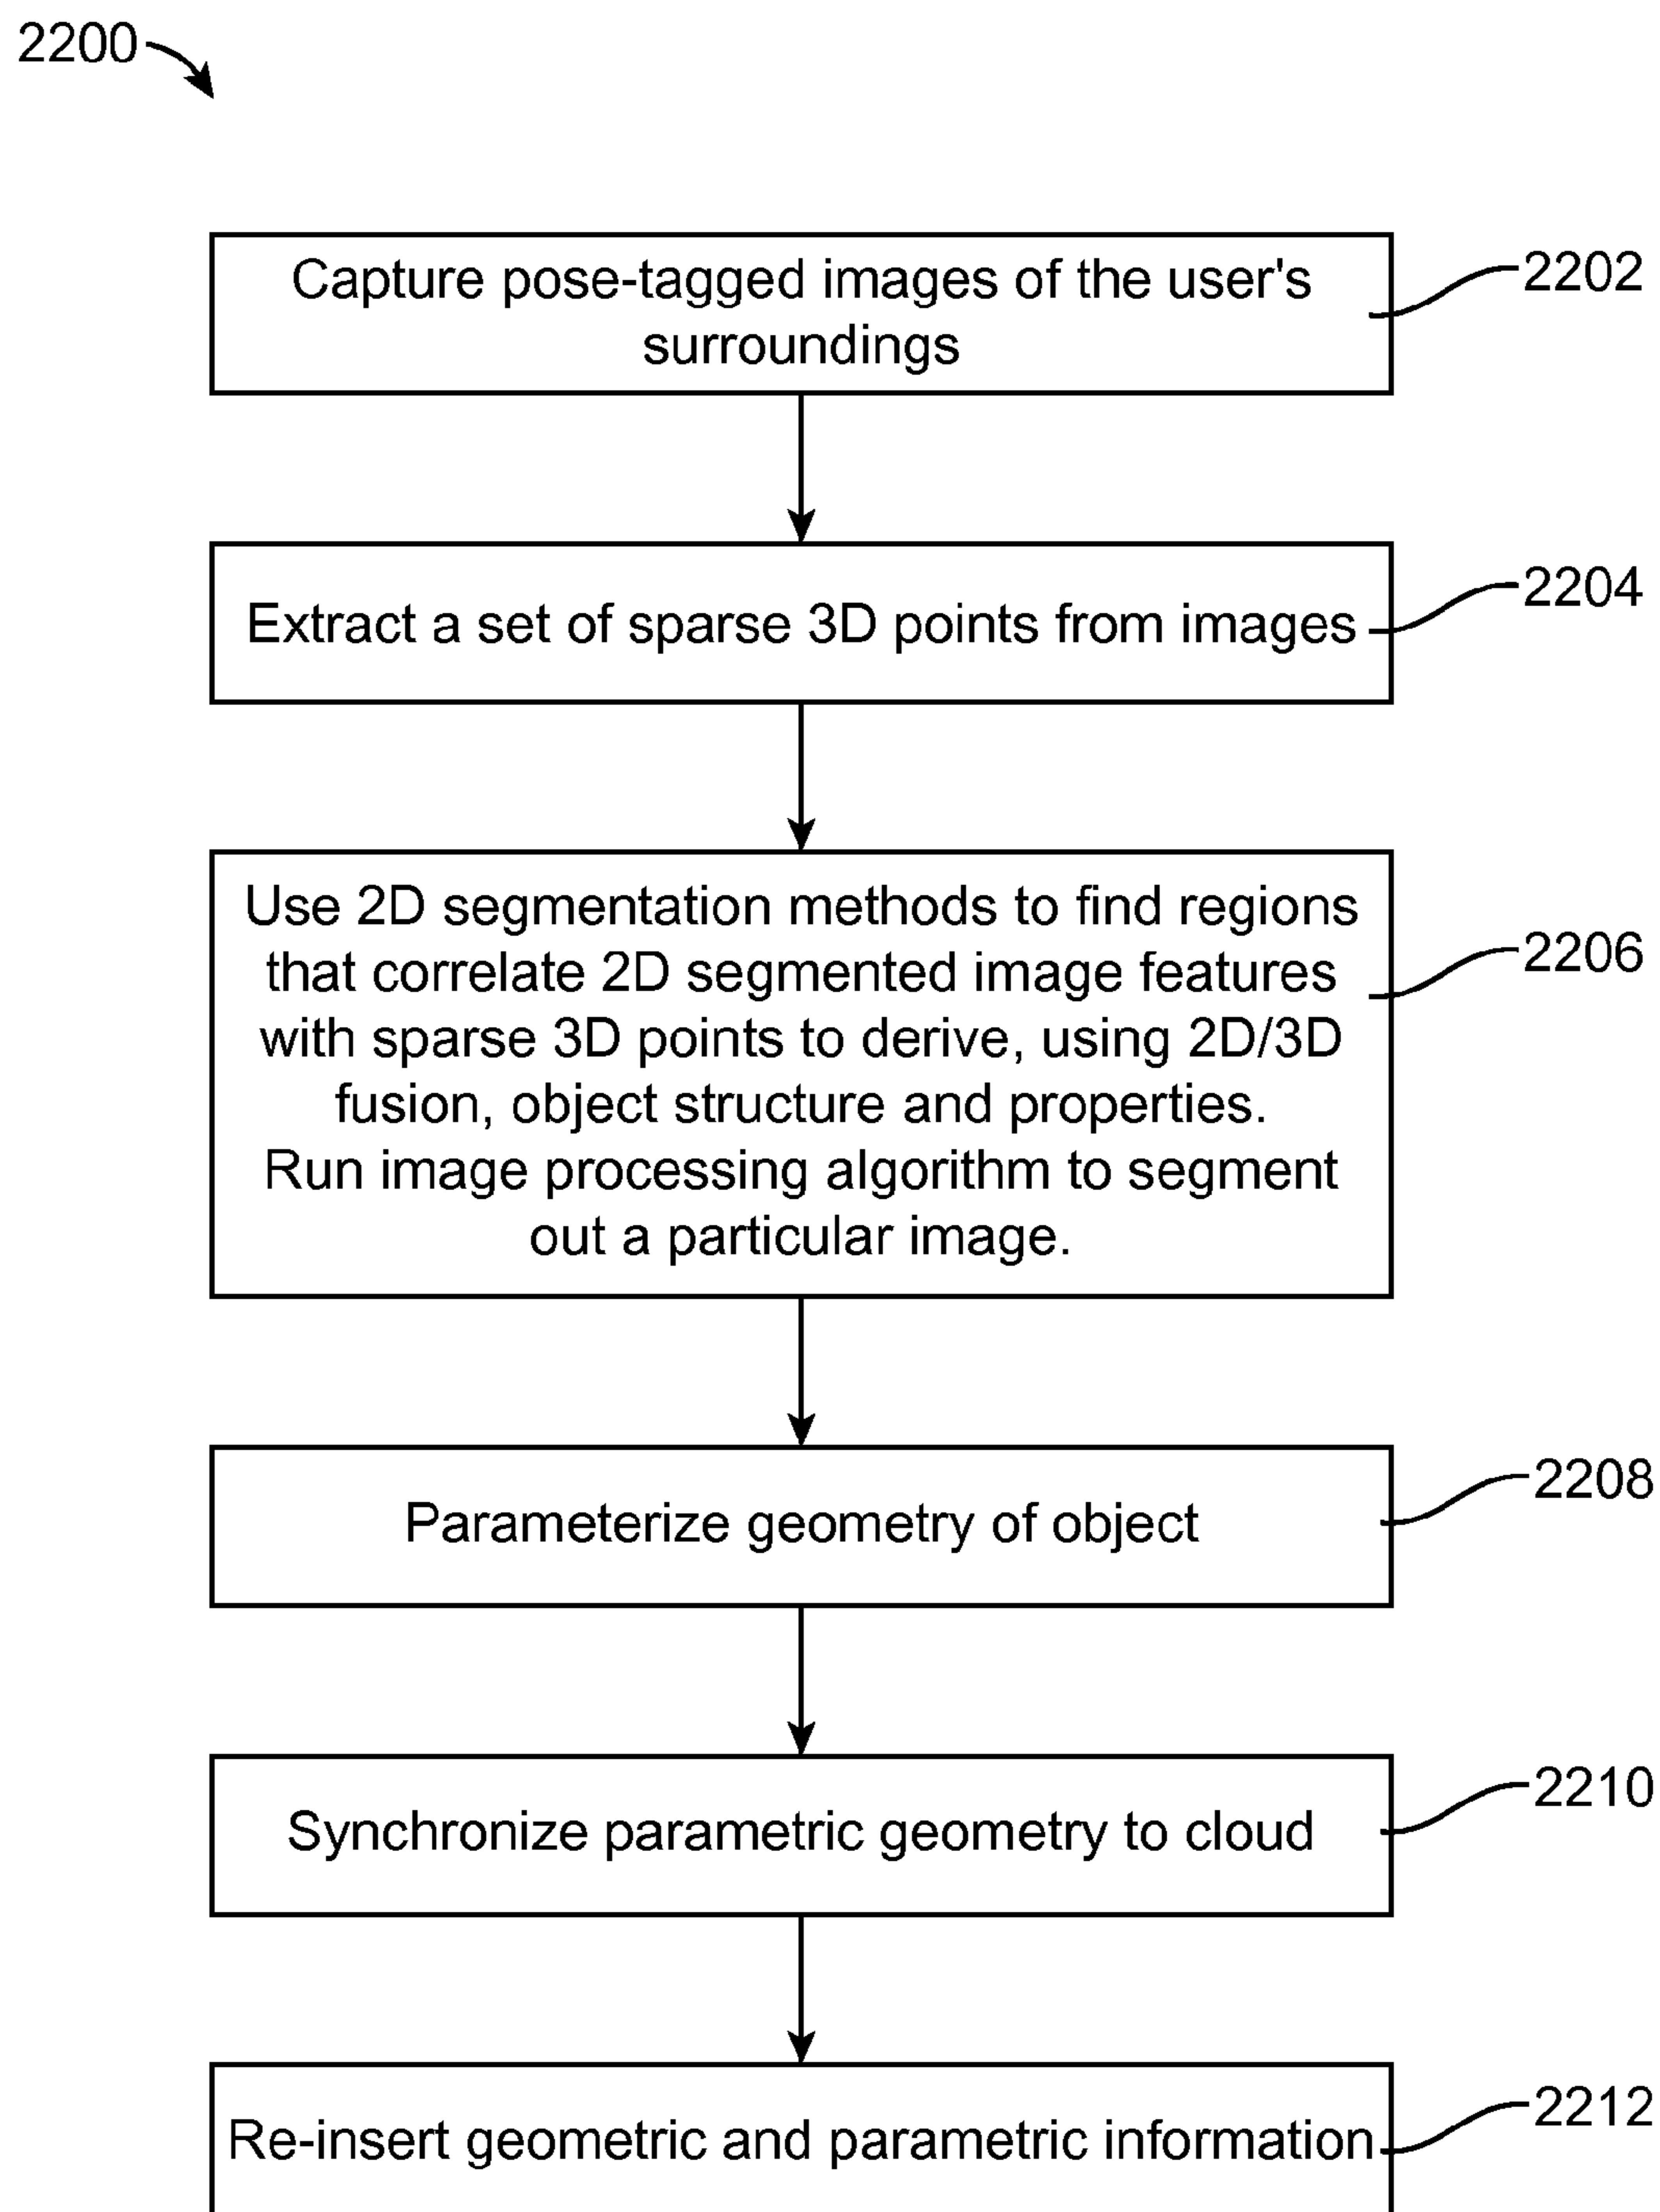 2200
Capture pose-tagged images of the user's
surroundings
2202
Extract a set of sparse 3D points from images
2204
Use 2D segmentation methods to find regions
that correlate 2D segmented image features
with sparse 3D points to derive, using 2D/3D
fusion, object structure and properties.
Run image processing algorithm to segment
out a particular image.
2206
Parameterize geometry of object
2208
Synchronize parametric geometry to cloud
2210
Re-insert geometric and parametric information
2212